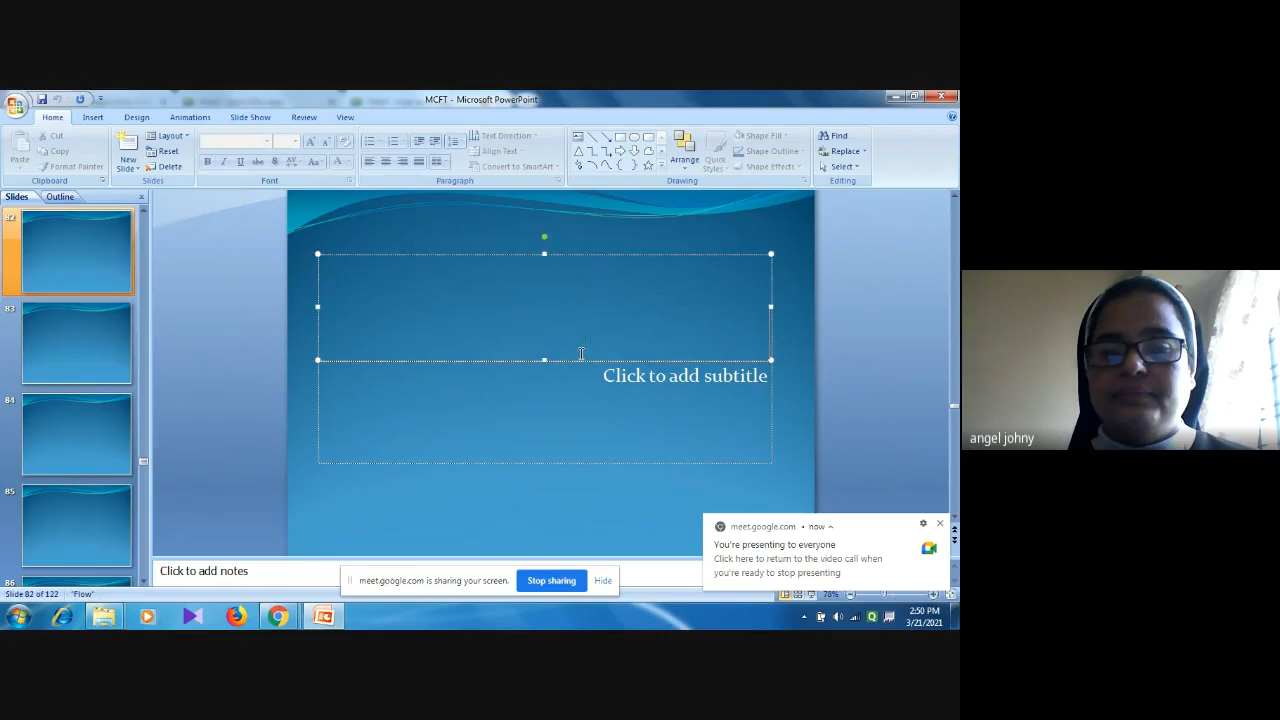 MCFT - Microsoft PowerPoint
Home Insert Design Animations Slide Show Review View
Paste
Cut
Copy
Format Painter
Clipboard
New Slide
Layout
Reset
Delete
Slides
B I U abc S AV Aa A
Font
Text Direction
Align Text
Convert to SmartArt
Paragraph
Arrange
Quick Styles
Shape Fill
Shape Outline
Shape Effects
Drawing
Find
Replace
Select
Editing
Slides Outline
82
83
84
85
86
Click to add subtitle
angel johny
meet.google.com • now
You're presenting to everyone
Click here to return to the video call when
you're ready to stop presenting
Click to add notes
meet.google.com is sharing your screen.
Stop sharing
Hide
Slide 82 of 122 "Flow" 78%
2:50 PM
3/21/2021